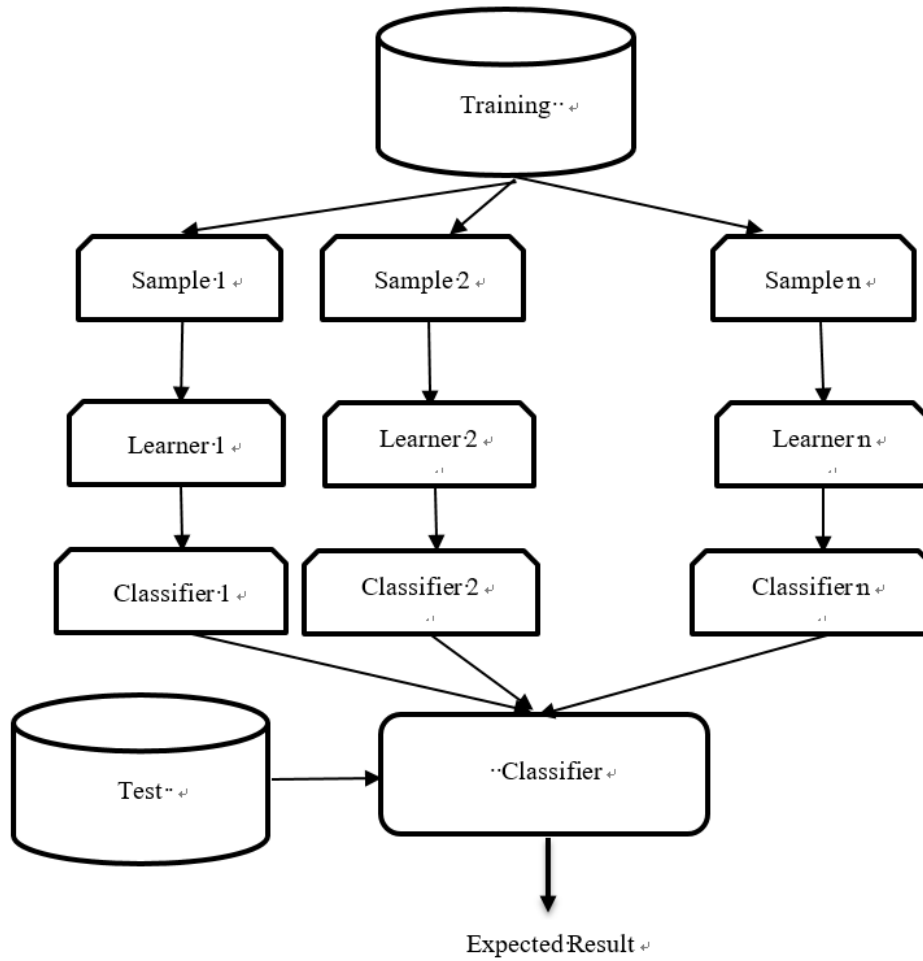 Training
Sample 1
Sample 2
Sample n
Learner 1
Learner 2
Learner n
Classifier 1
Classifier 2
Classifier n
Test
Classifier
Expected Result